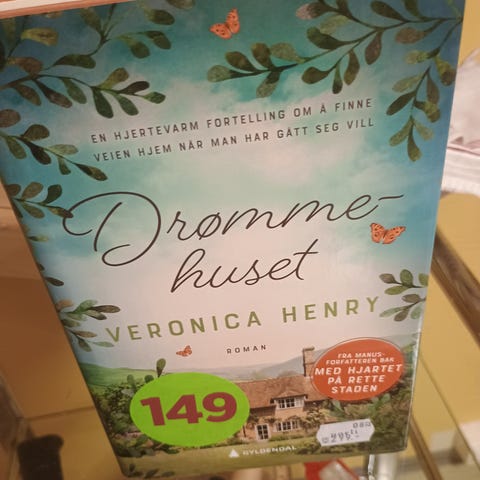 EN HJERTEVARM FORTELLING OM Å FINNE
VEIEN HJEM NÅR MAN HAR GÅTT SEG VILL
Drømme-
huset
VERONICA HENRY
ROMAN
FRA MANUS-
FORFATTEREN BAK
MED HJARTET
PÅ RETTE
STADEN
149
GYLDENDAL